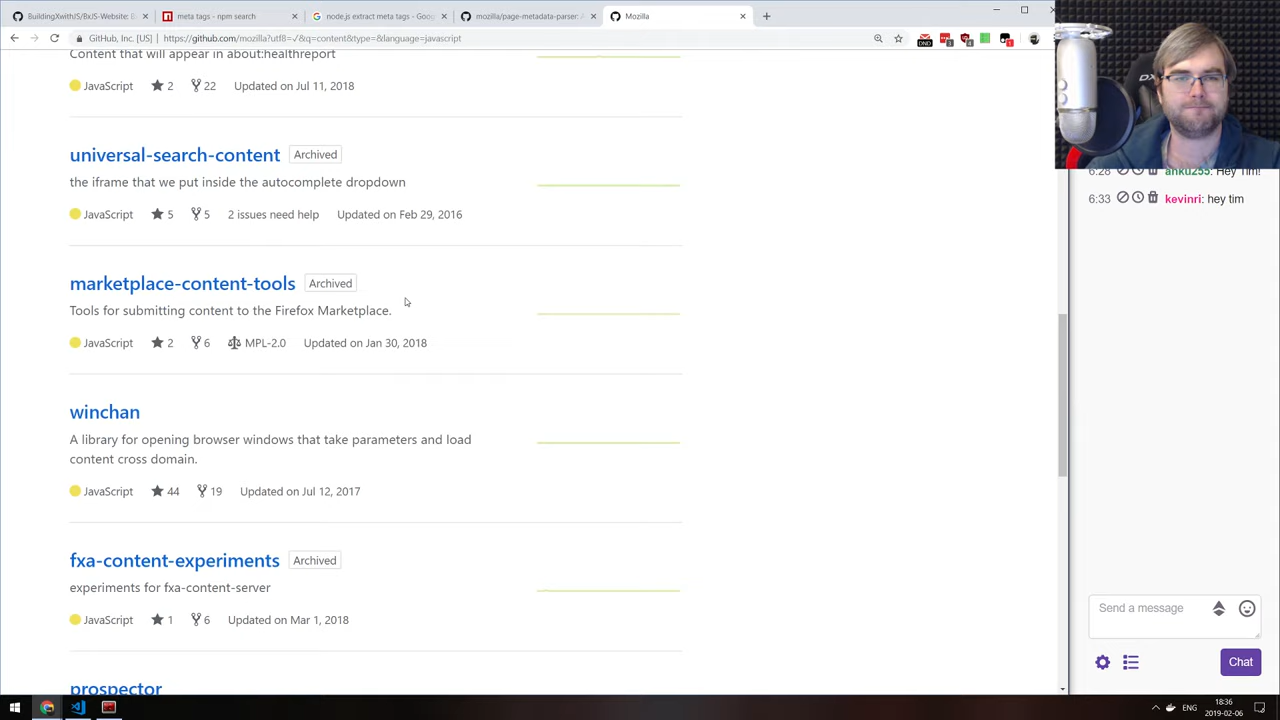 BuildingXwithJS/BxJS-Website: B
meta tags - npm search
node.js extract meta tags - Goo
mozilla/page-metadata-parser: A
Mozilla
GitHub, Inc. [US]
https://github.com/mozilla?utf8=✓&q=content&type=&language=javascript
DND
3
4
1
Content that will appear in about:healthreport
JavaScript 2 22 Updated on Jul 11, 2018
universal-search-content Archived
the iframe that we put inside the autocomplete dropdown
JavaScript 5 5 2 issues need help Updated on Feb 29, 2016
marketplace-content-tools Archived
Tools for submitting content to the Firefox Marketplace.
JavaScript 2 6 MPL-2.0 Updated on Jan 30, 2018
winchan
A library for opening browser windows that take parameters and load
content cross domain.
JavaScript 44 19 Updated on Jul 12, 2017
fxa-content-experiments Archived
experiments for fxa-content-server
JavaScript 1 6 Updated on Mar 1, 2018
prospector
6:28 anku255: Hey Tim!
6:33 kevinri: hey tim
Send a message
Chat
ENG
18:36
2019-02-06